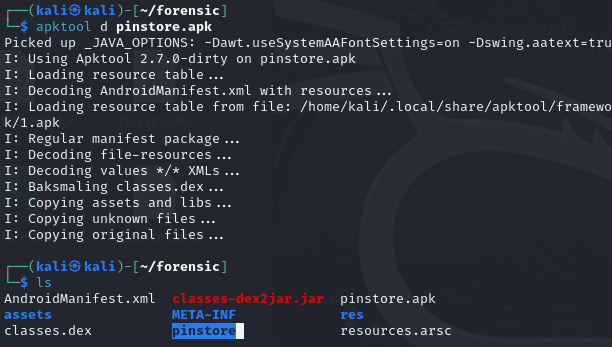 ┌──(kali㉿kali)-[~/forensic]
└─$ apktool d pinstore.apk
Picked up _JAVA_OPTIONS: -Dawt.useSystemAAFontSettings=on -Dswing.aatext=tru
I: Using Apktool 2.7.0-dirty on pinstore.apk
I: Loading resource table...
I: Decoding AndroidManifest.xml with resources...
I: Loading resource table from file: /home/kali/.local/share/apktool/framewo
k/1.apk
I: Regular manifest package...
I: Decoding file-resources...
I: Decoding values */* XMLs...
I: Baksmaling classes.dex...
I: Copying assets and libs...
I: Copying unknown files...
I: Copying original files...
┌──(kali㉿kali)-[~/forensic]
└─$ ls
AndroidManifest.xml classes-dex2jar.jar pinstore.apk
assets META-INF res
classes.dex pinstore resources.arsc